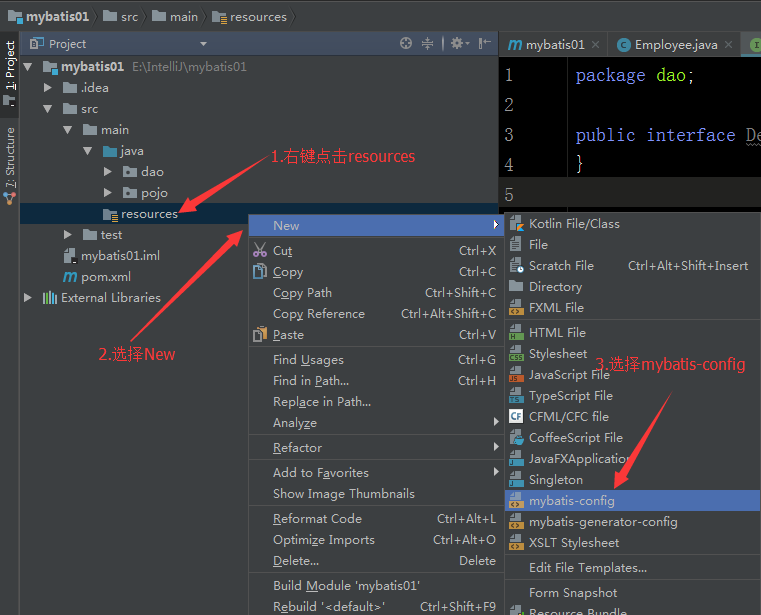 mybatis01 src main resources
Project
mybatis01 × Employee.java ×
1: Project
7: Structure
mybatis01 E:\IntelliJ\mybatis01
.idea
src
main
java
dao
pojo
resources
test
mybatis01.iml
pom.xml
External Libraries
1 package dao;
2
3 public interface De
4 }
5
1.右键点击resources
2.选择New
3.选择mybatis-config
New
Cut Ctrl+X
Copy Ctrl+C
Copy Path Ctrl+Shift+C
Copy Reference Ctrl+Alt+Shift+C
Paste Ctrl+V
Find Usages Ctrl+G
Find in Path... Ctrl+H
Replace in Path...
Analyze
Refactor
Add to Favorites
Show Image Thumbnails
Reformat Code Ctrl+Alt+L
Optimize Imports Ctrl+Alt+O
Delete... Delete
Build Module 'mybatis01'
Rebuild '<default>' Ctrl+Shift+F9
Kotlin File/Class
File
Scratch File Ctrl+Alt+Shift+Insert
Directory
FXML File
HTML File
Stylesheet
JavaScript File
TypeScript File
CFML/CFC file
CoffeeScript File
JavaFXApplication
Singleton
mybatis-config
mybatis-generator-config
XSLT Stylesheet
Edit File Templates...
Form Snapshot
Resource Bundle